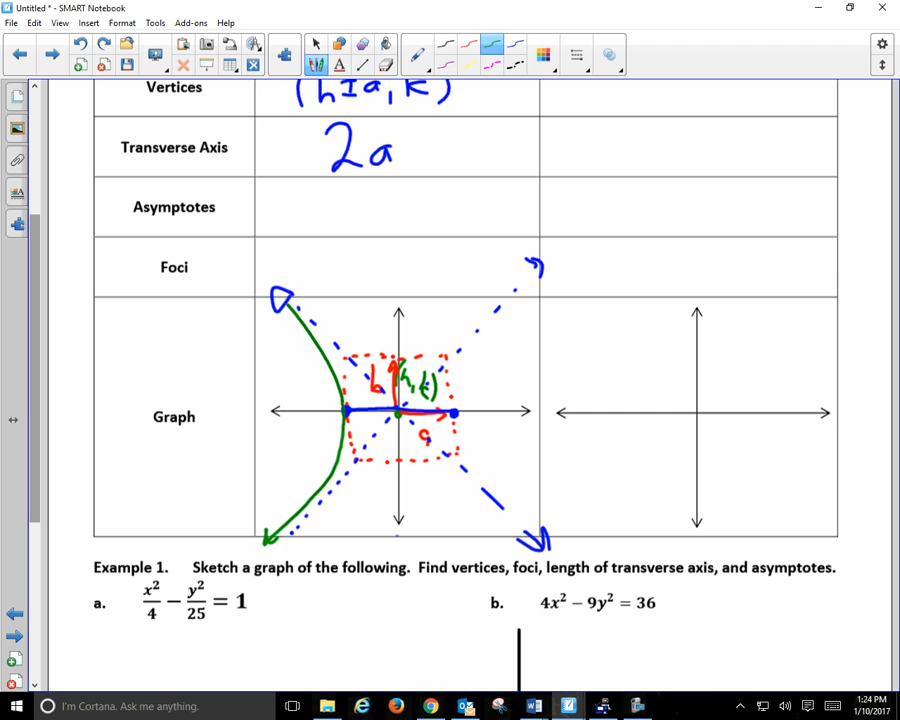 Untitled * - SMART Notebook
File Edit View Insert Format Tools Add-ons Help
Vertices (h±a, k)
Transverse Axis 2a
Asymptotes
Foci
Graph
b (h, k)
a
Example 1. Sketch a graph of the following. Find vertices, foci, length of transverse axis, and asymptotes.
a. x²/4 − y²/25 = 1 b. 4x² − 9y² = 36
I'm Cortana. Ask me anything.
1:24 PM
1/10/2017